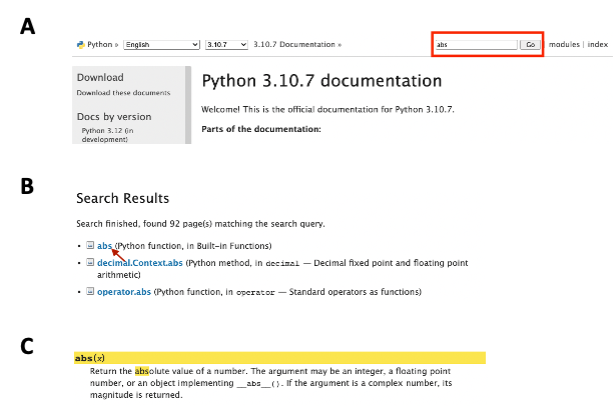 A
Python » English 3.10.7 3.10.7 Documentation » abs Go | modules | index
Download
Download these documents
Docs by version
Python 3.12 (in
development)
Python 3.10.7 documentation
Welcome! This is the official documentation for Python 3.10.7.
Parts of the documentation:
B
Search Results
Search finished, found 92 page(s) matching the search query.
• abs (Python function, in Built-in Functions)
• decimal.Context.abs (Python method, in decimal — Decimal fixed point and floating point
arithmetic)
• operator.abs (Python function, in operator — Standard operators as functions)
C
abs(x)
Return the absolute value of a number. The argument may be an integer, a floating point
number, or an object implementing __abs__(). If the argument is a complex number, its
magnitude is returned.